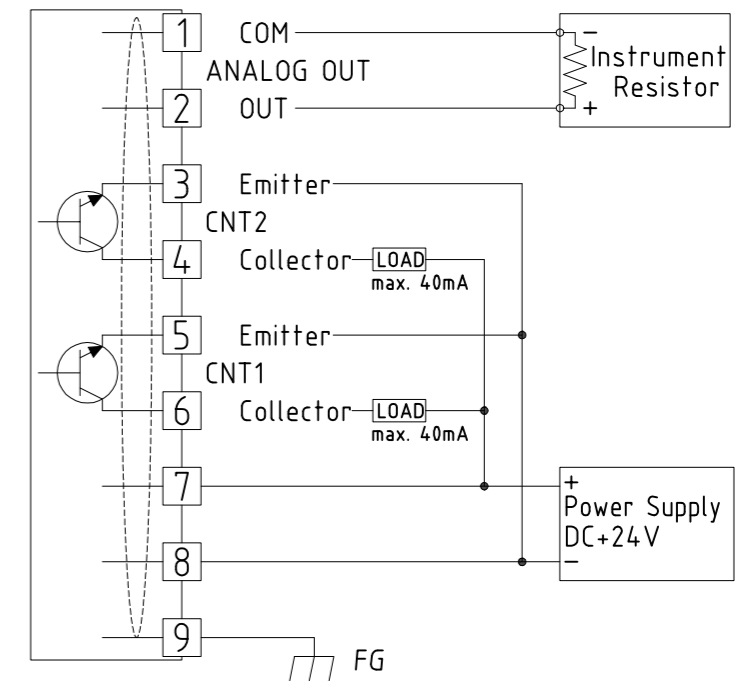 1 COM
ANALOG OUT
2 OUT
- Instrument
Resistor
+
3 Emitter
CNT2
4 Collector LOAD
max. 40mA
5 Emitter
CNT1
6 Collector LOAD
max. 40mA
7
+
Power Supply
DC+24V
8
-
9
FG